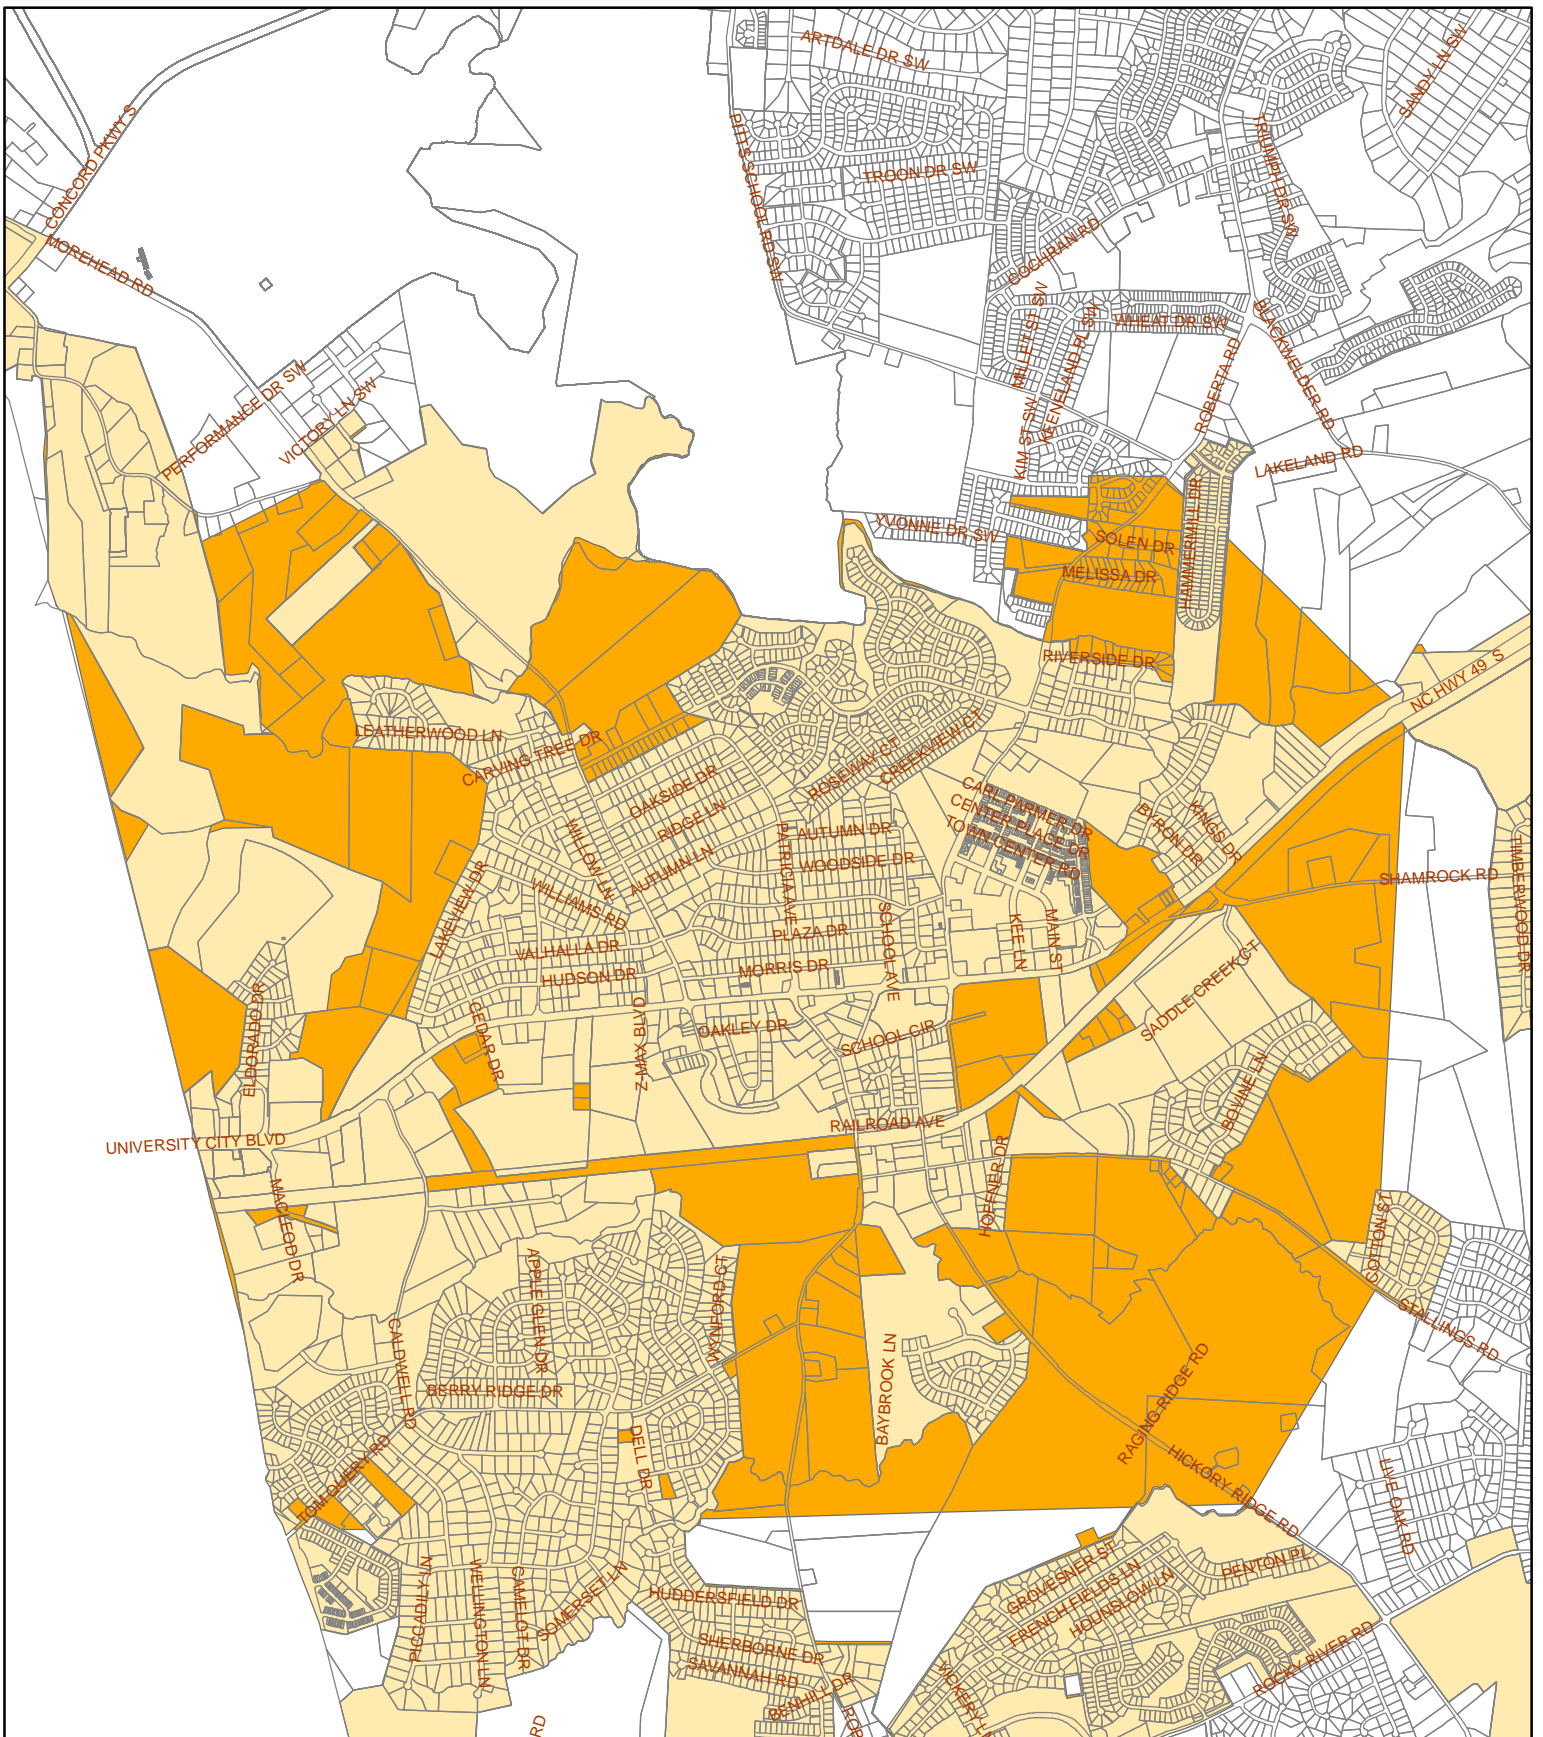 ARTDALE DR SW
SANDY LN SW
CONCORD PKWY S
PITTS SCHOOL RD SW
TRIUMPH DR SW
TROON DR SW
MOREHEAD RD
COCHRAN RD
MILLET ST SW
KEENELAND PL SW
WHEAT DR SW
BLACKWELDER RD
ROBERTA RD
PERFORMANCE DR SW
VICTORY LN SW
KIM ST SW
LAKELAND RD
YVONNE DR SW
SOLEN DR
HAMMERMILL DR
MELISSA DR
RIVERSIDE DR
NC HWY 49 S
LEATHERWOOD LN
CARVING TREE DR
ROSEWAY CT
CREEKVIEW CT
OAKSIDE DR
RIDGE LN
CARL PARMER DR
CENTER PLACE DR
TOWN CENTER RD
BYRON DR
KINGS DR
WILLOW LN
AUTUMN LN
PATRICIA AVE
AUTUMN DR
WOODSIDE DR
SHAMROCK RD
TIMBERWOOD DR
LAKEVIEW DR
WILLIAMS RD
VALHALLA DR
PLAZA DR
SCHOOL AVE
KEE LN
MAIN ST
HUDSON DR
MORRIS DR
SADDLE CREEK CT
ELDORADO DR
CEDAR DR
Z MAX BLVD
OAKLEY DR
SCHOOL CIR
BOVINE LN
UNIVERSITY CITY BLVD
RAILROAD AVE
HOFFNER DR
MACLEOD DR
COTTON ST
APPLE GLEN DR
WYNFORD CT
CALDWELL RD
STALLINGS RD
BERRY RIDGE DR
BAYBROOK LN
RAGING RIDGE RD
DELL DR
TOM QUERY RD
HICKORY RIDGE RD
LIVE OAK RD
PICCADILY LN
WELLINGTON LN
CAMELOT DR
SOMERSET LN
HUDDERSFIELD DR
GROVESNER ST
FRENCH FIELDS LN
HOUNSLOW LN
PENTON PL
SHERBORNE DR
SAVANNAH RD
BENHILL DR
VICKERY LN
ROCKY RIVER RD
RD